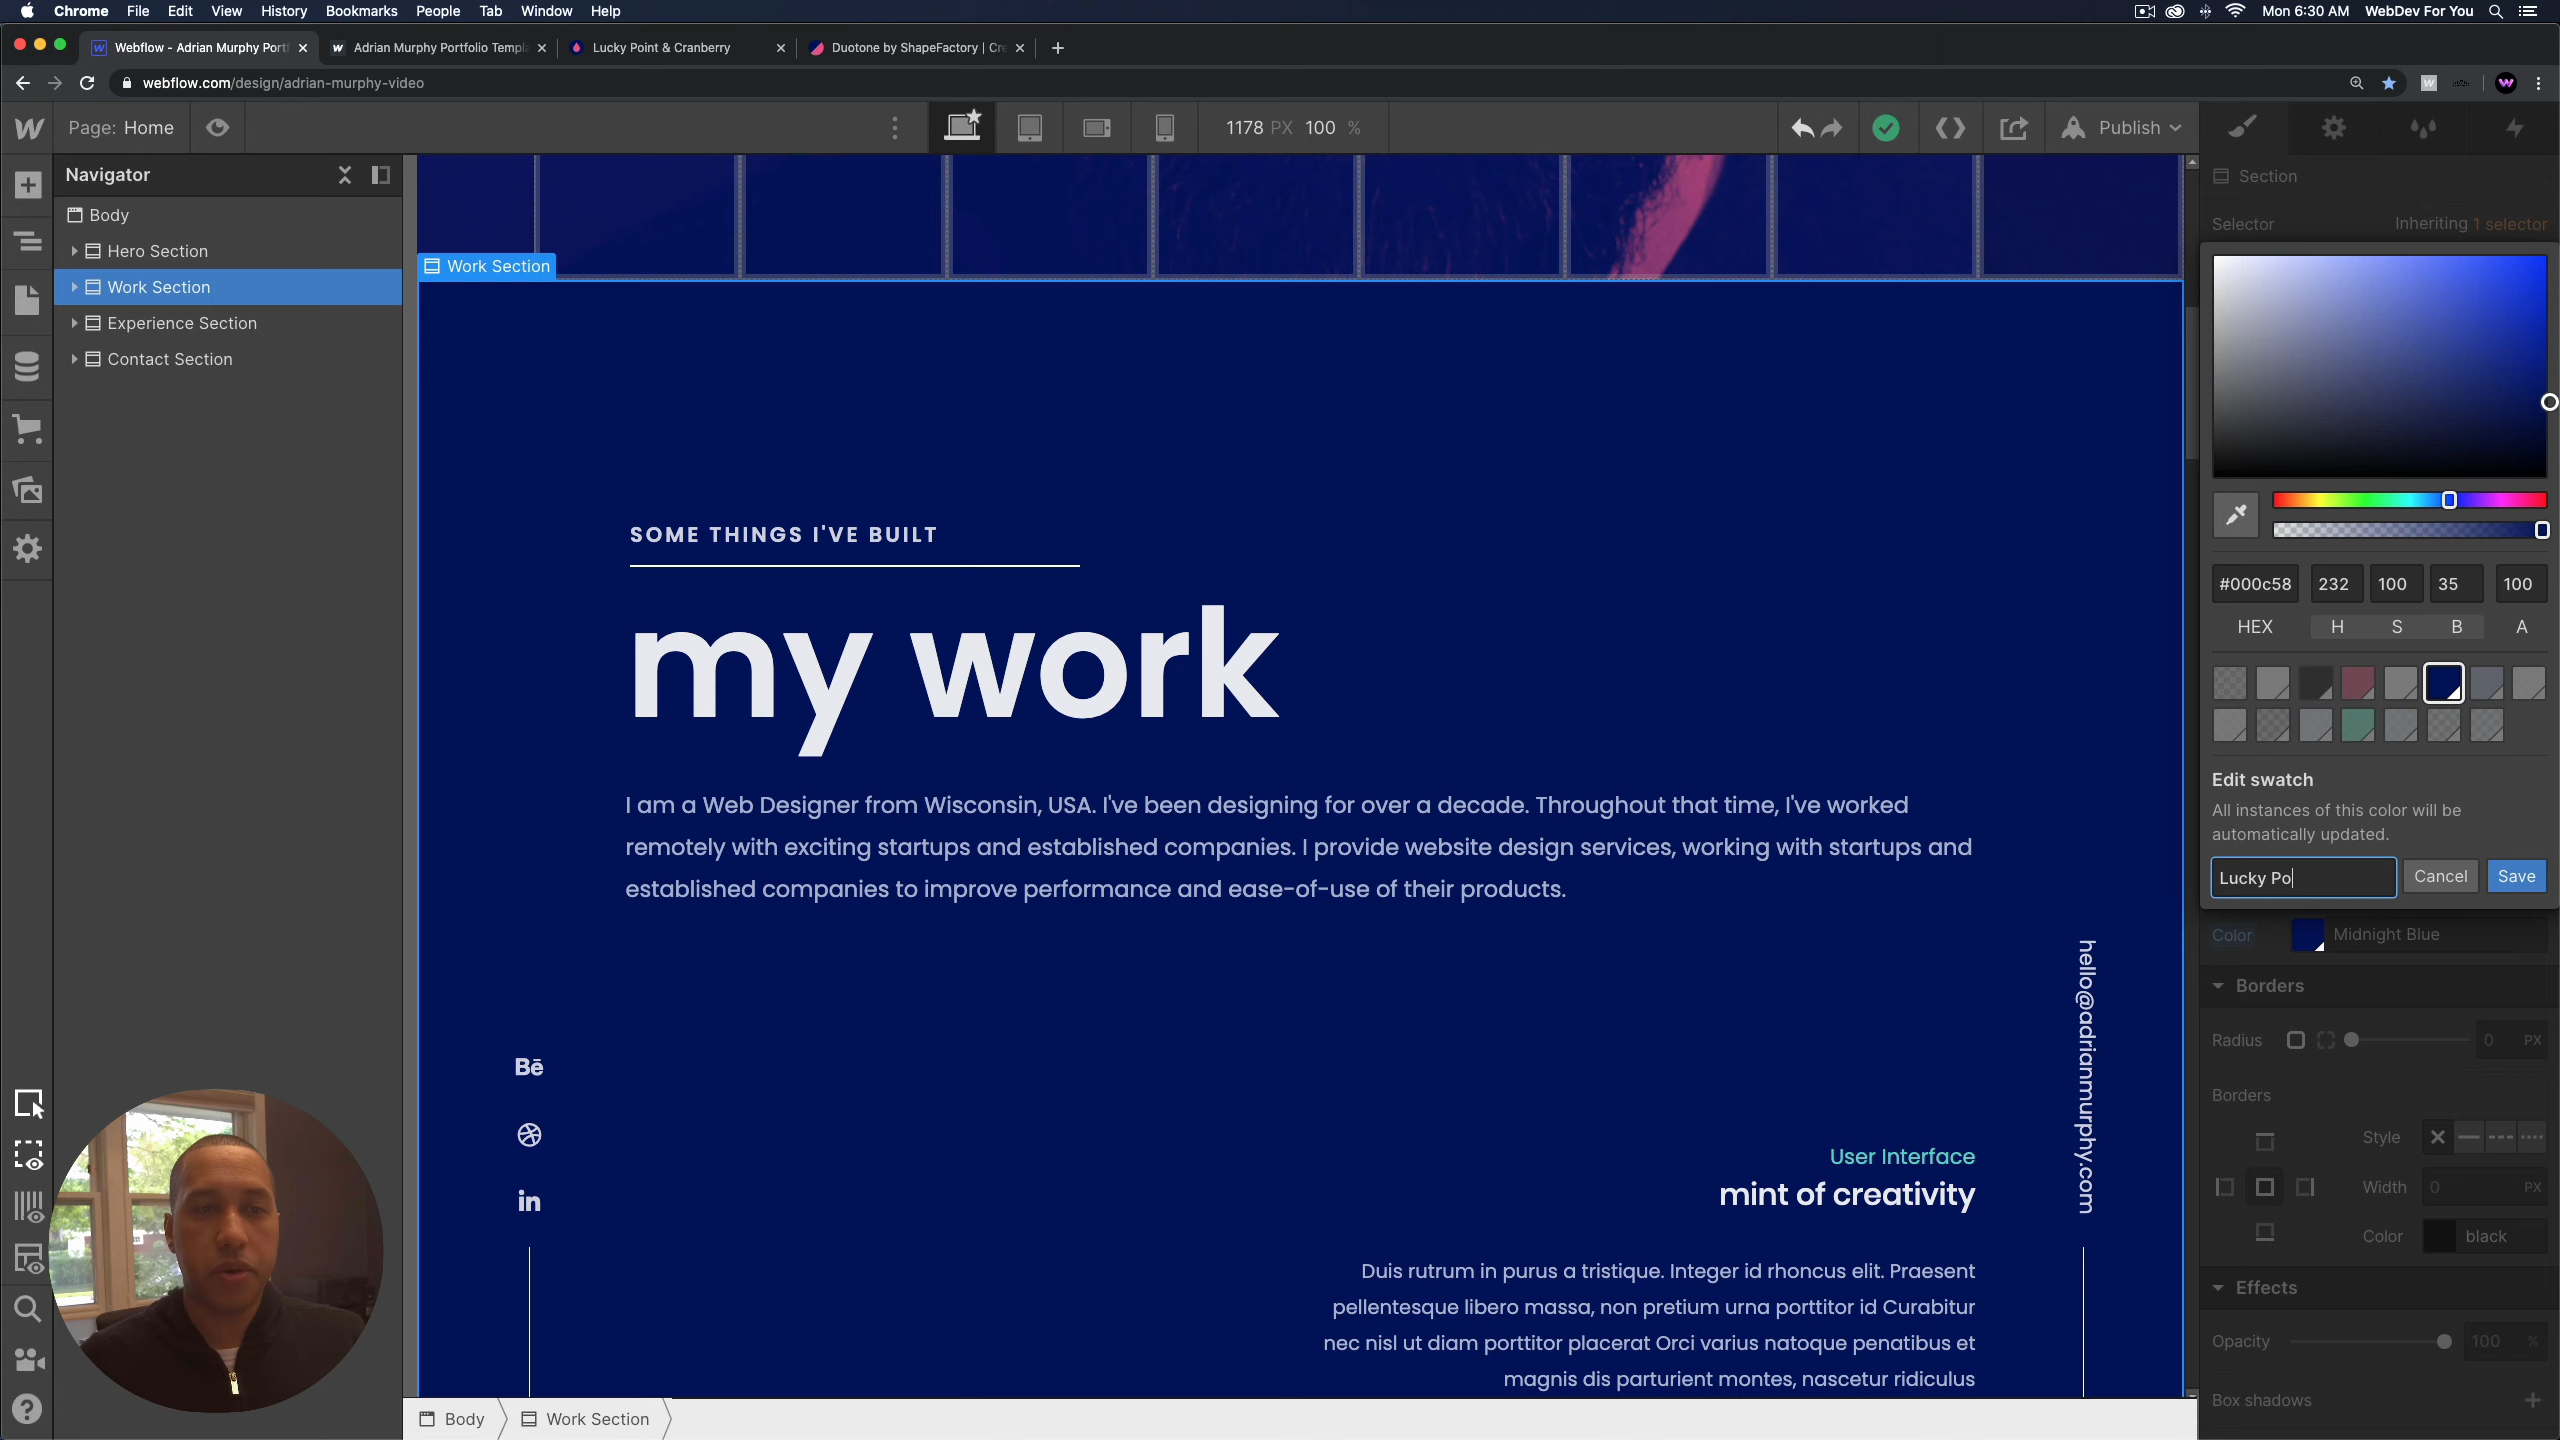 Chrome File Edit View History Bookmarks People Tab Window Help
Mon 6:30 AM WebDev For You
Webflow - Adrian Murphy Portf
Adrian Murphy Portfolio Templ
Lucky Point & Cranberry
Duotone by ShapeFactory | Cre
webflow.com/design/adrian-murphy-video
Page: Home
1178 PX 100 %
Publish
Navigator
Body
Hero Section
Work Section
Experience Section
Contact Section
Work Section
SOME THINGS I'VE BUILT
my work
I am a Web Designer from Wisconsin, USA. I've been designing for over a decade. Throughout that time, I've worked
remotely with exciting startups and established companies. I provide website design services, working with startups and
established companies to improve performance and ease-of-use of their products.
Bē
in
hello@adrianmurphy.com
User Interface
mint of creativity
Duis rutrum in purus a tristique. Integer id rhoncus elit. Praesent
pellentesque libero massa, non pretium urna porttitor id Curabitur
nec nisl ut diam porttitor placerat Orci varius natoque penatibus et
magnis dis parturient montes, nascetur ridiculus
Body Work Section
Section
Selector Inheriting 1 selector
#000c58 232 100 35 100
HEX H S B A
Edit swatch
All instances of this color will be
automatically updated.
Lucky Po Cancel Save
Color Midnight Blue
Borders
Radius 0 PX
Borders
Style
Width 0 PX
Color black
Effects
Opacity 100 %
Box shadows